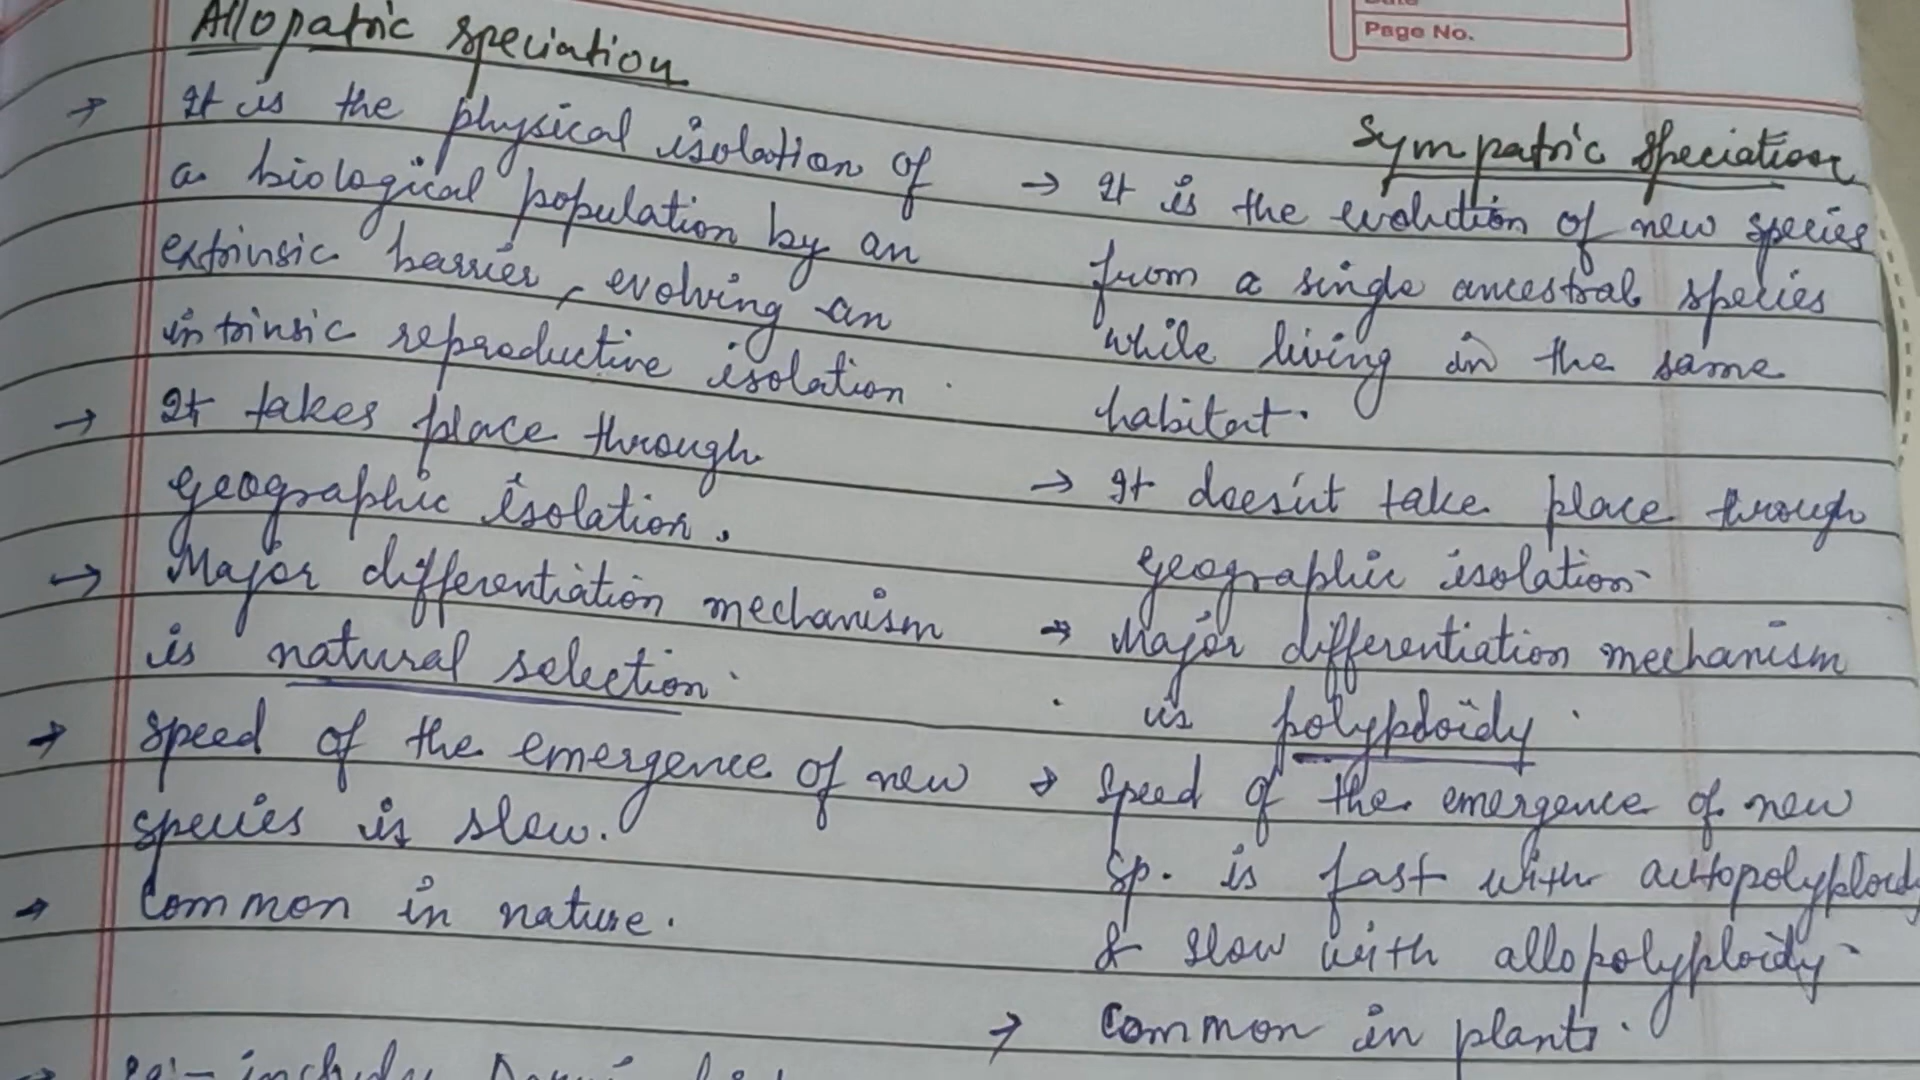 Page No.
Allopatric speciation
→ It is the physical isolation of
a biological population by an
extrinsic barrier, evolving an
intrinsic reproductive isolation.
→ It takes place through
geographic isolation.
→ Major differentiation mechanism
is natural selection.
→ Speed of the emergence of new
species is slow.
→ Common in nature.
→ eg:- includes
Sympatric Speciation
→ It is the evolution of new species
from a single ancestral species
while living in the same
habitat.
→ It does'nt take place through
geographic isolation.
→ Major differentiation mechanism
is polyploidy.
→ Speed of the emergence of new
sp. is fast with autopolyploidy
& slow with allopolyploidy.
→ Common in plants.